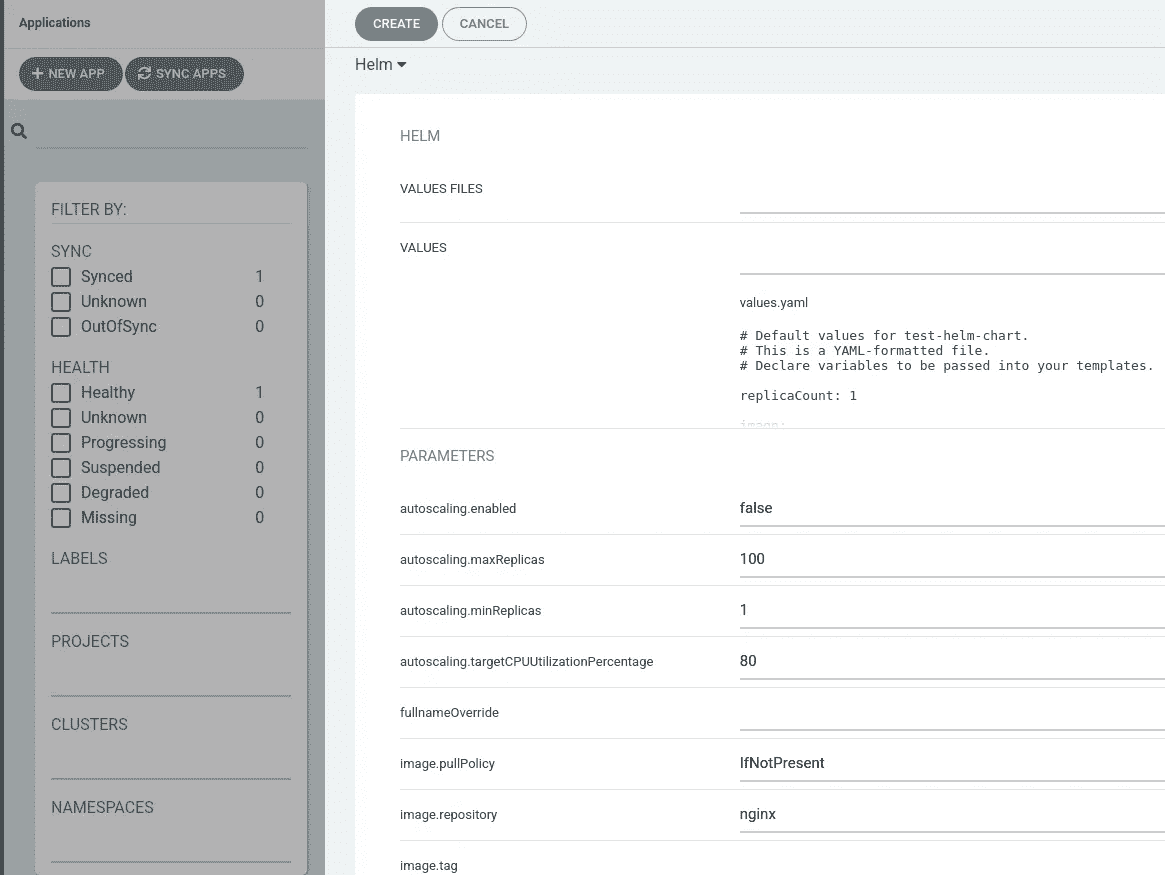 Applications
NEW APP
SYNC APPS
FILTER BY:
SYNC
Synced 1
Unknown 0
OutOfSync 0
HEALTH
Healthy 1
Unknown 0
Progressing 0
Suspended 0
Degraded 0
Missing 0
LABELS
PROJECTS
CLUSTERS
NAMESPACES
CREATE
CANCEL
Helm
HELM
VALUES FILES
VALUES
values.yaml
# Default values for test-helm-chart.
# This is a YAML-formatted file.
# Declare variables to be passed into your templates.
replicaCount: 1
image:
PARAMETERS
autoscaling.enabled false
autoscaling.maxReplicas 100
autoscaling.minReplicas 1
autoscaling.targetCPUUtilizationPercentage 80
fullnameOverride
image.pullPolicy IfNotPresent
image.repository nginx
image.tag